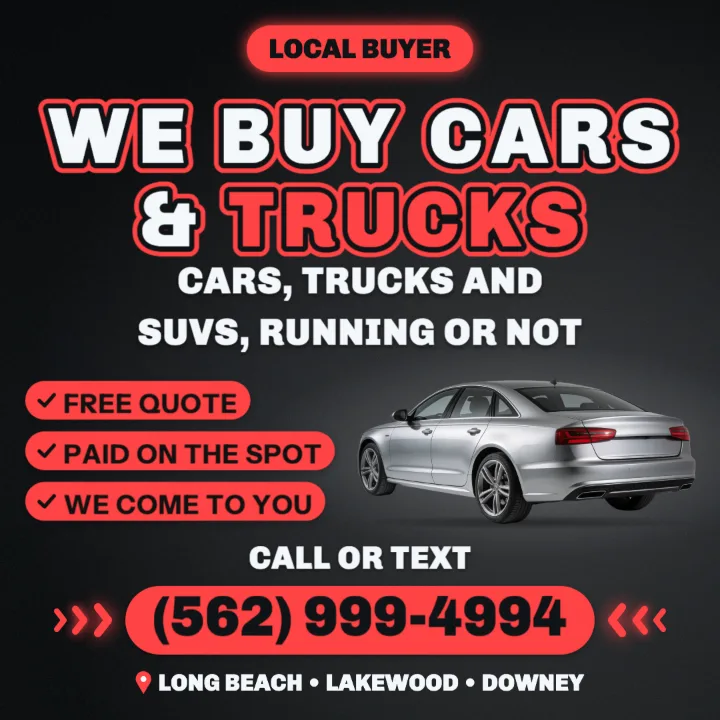 LOCAL BUYER
WE BUY CARS
& TRUCKS
CARS, TRUCKS AND
SUVS, RUNNING OR NOT
✓ FREE QUOTE
✓ PAID ON THE SPOT
✓ WE COME TO YOU
CALL OR TEXT
(562) 999-4994
LONG BEACH • LAKEWOOD • DOWNEY